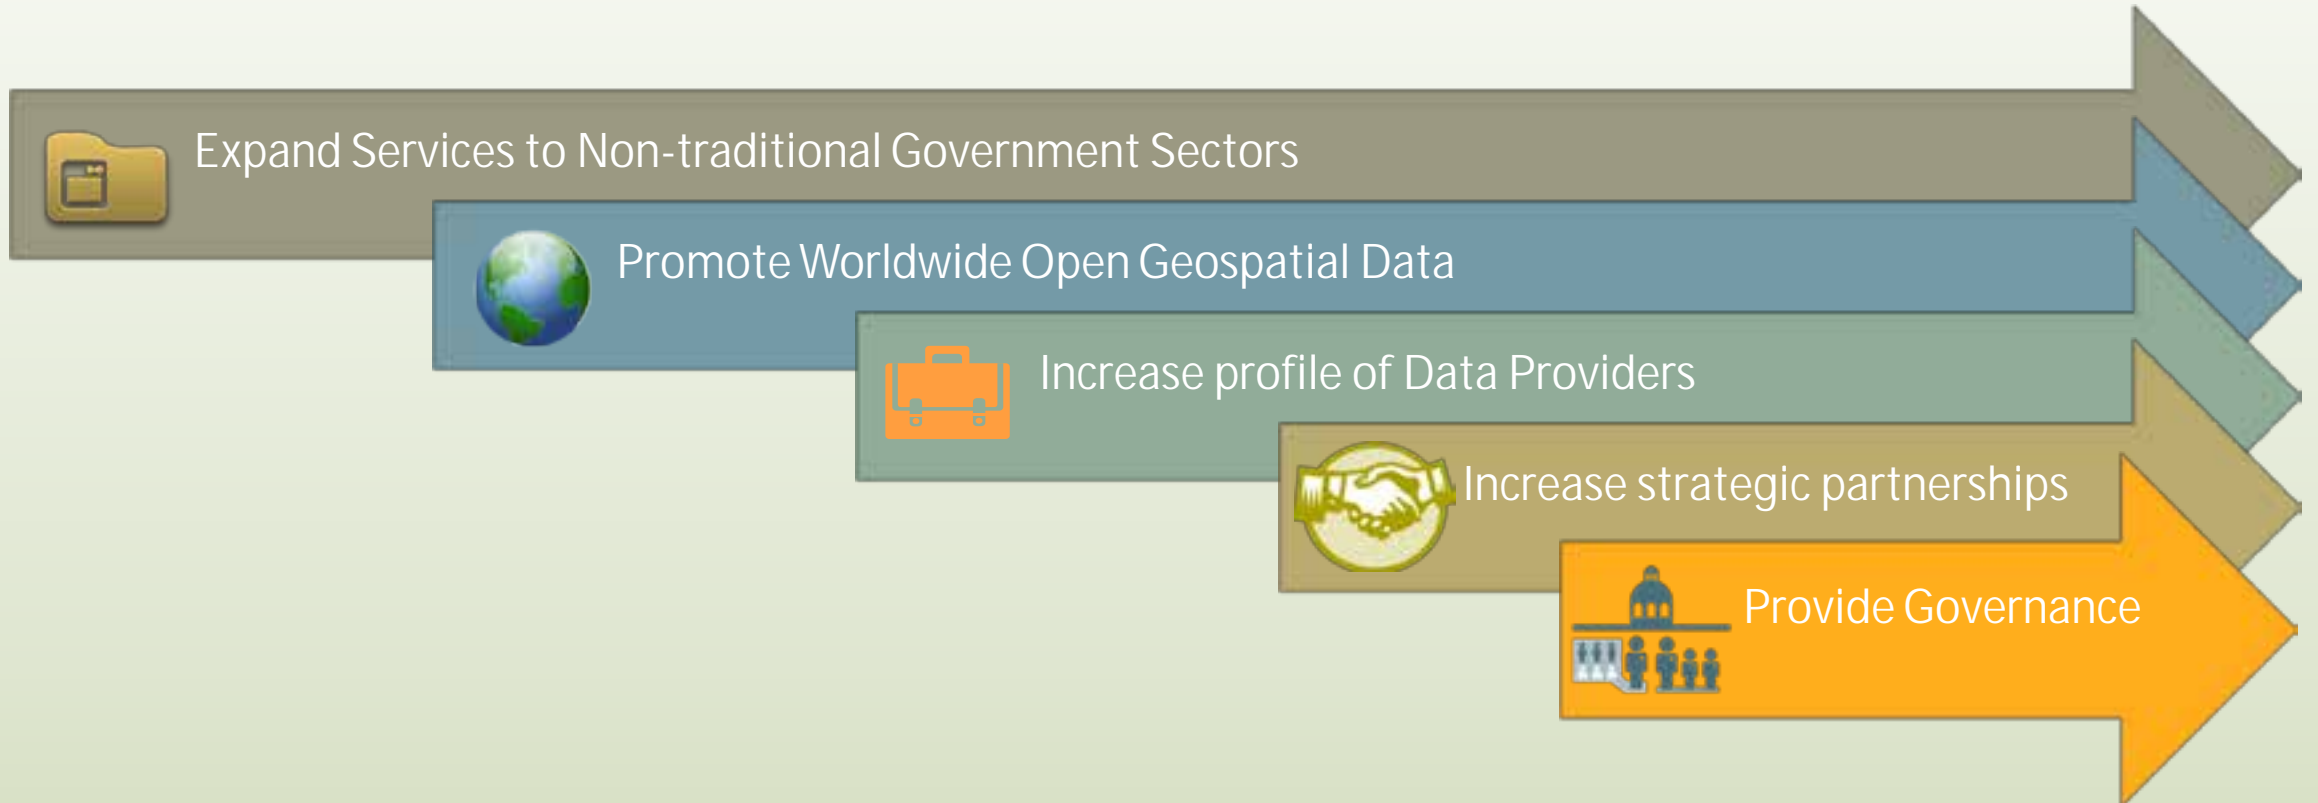 Expand Services to Non-traditional Government Sectors
Promote Worldwide Open Geospatial Data
Increase profile of Data Providers
Increase strategic partnerships
Provide Governance